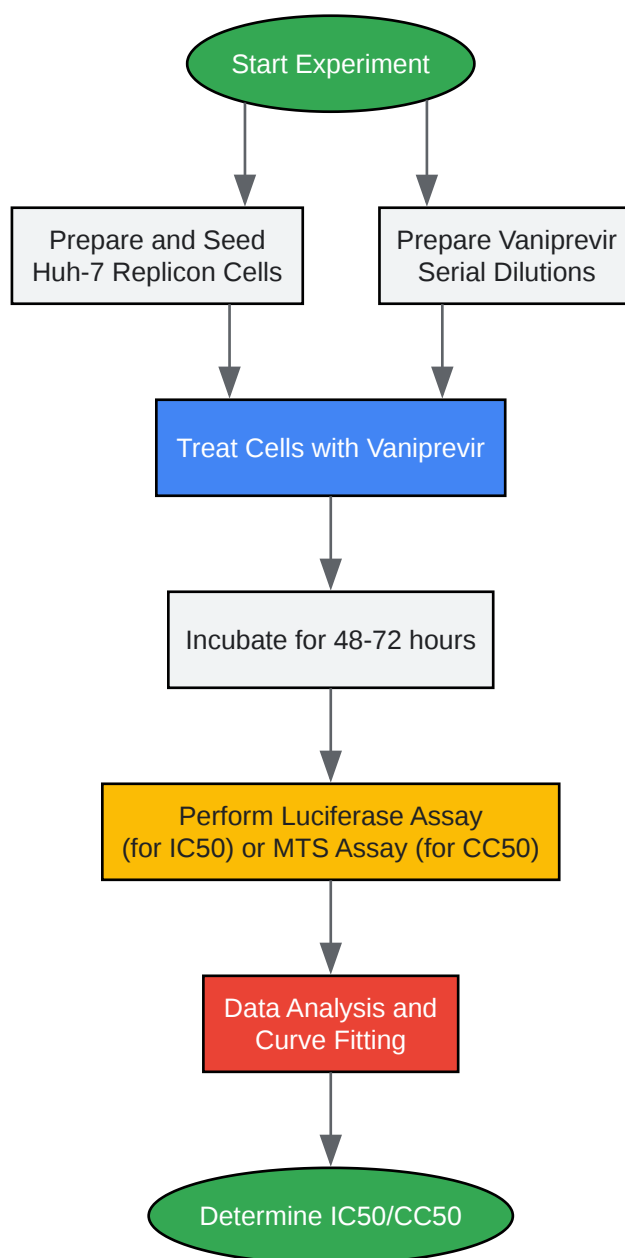 Start Experiment
Prepare and Seed
Huh-7 Replicon Cells
Prepare Vaniprevir
Serial Dilutions
Treat Cells with Vaniprevir
Incubate for 48-72 hours
Perform Luciferase Assay
(for IC50) or MTS Assay (for CC50)
Data Analysis and
Curve Fitting
Determine IC50/CC50